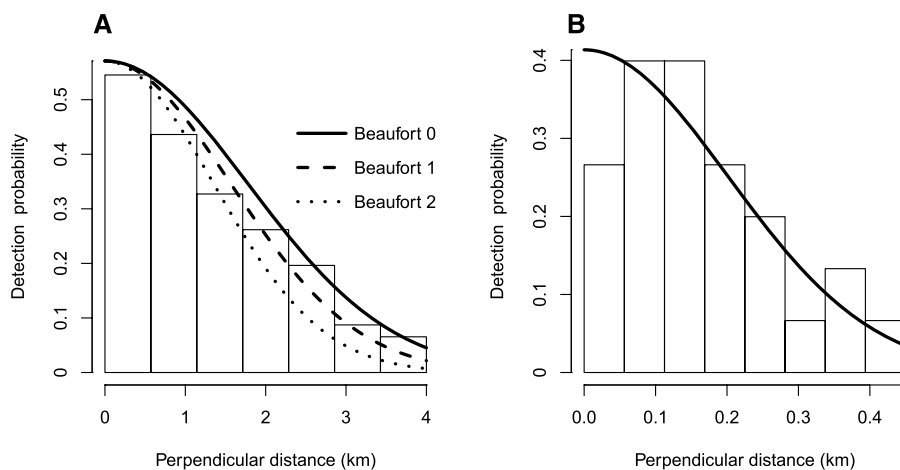 A
Detection probability
0.5
0.4
0.3
0.2
0.1
0
Beaufort 0
Beaufort 1
Beaufort 2
0 1 2 3 4
Perpendicular distance (km)
B
Detection probability
0.4
0.3
0.2
0.1
0
0.0 0.1 0.2 0.3 0.4
Perpendicular distance (km)